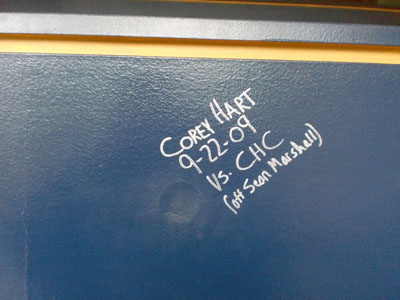 COREY HART
9-22-09
VS. CHC
(off Sean Marshall)